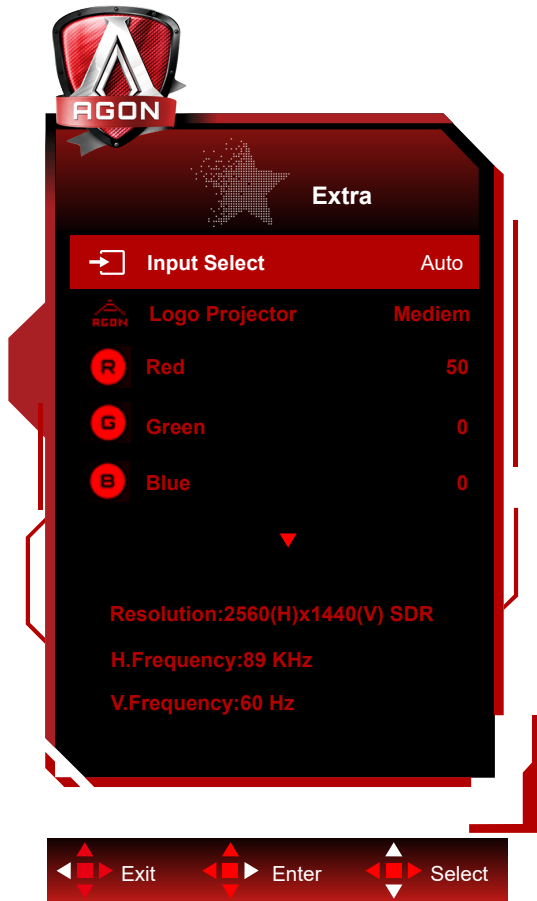 AGON
Extra
Input Select Auto
AGON Logo Projector Mediem
R Red 50
G Green 0
B Blue 0
Resolution:2560(H)x1440(V) SDR
H.Frequency:89 KHz
V.Frequency:60 Hz
Exit Enter Select